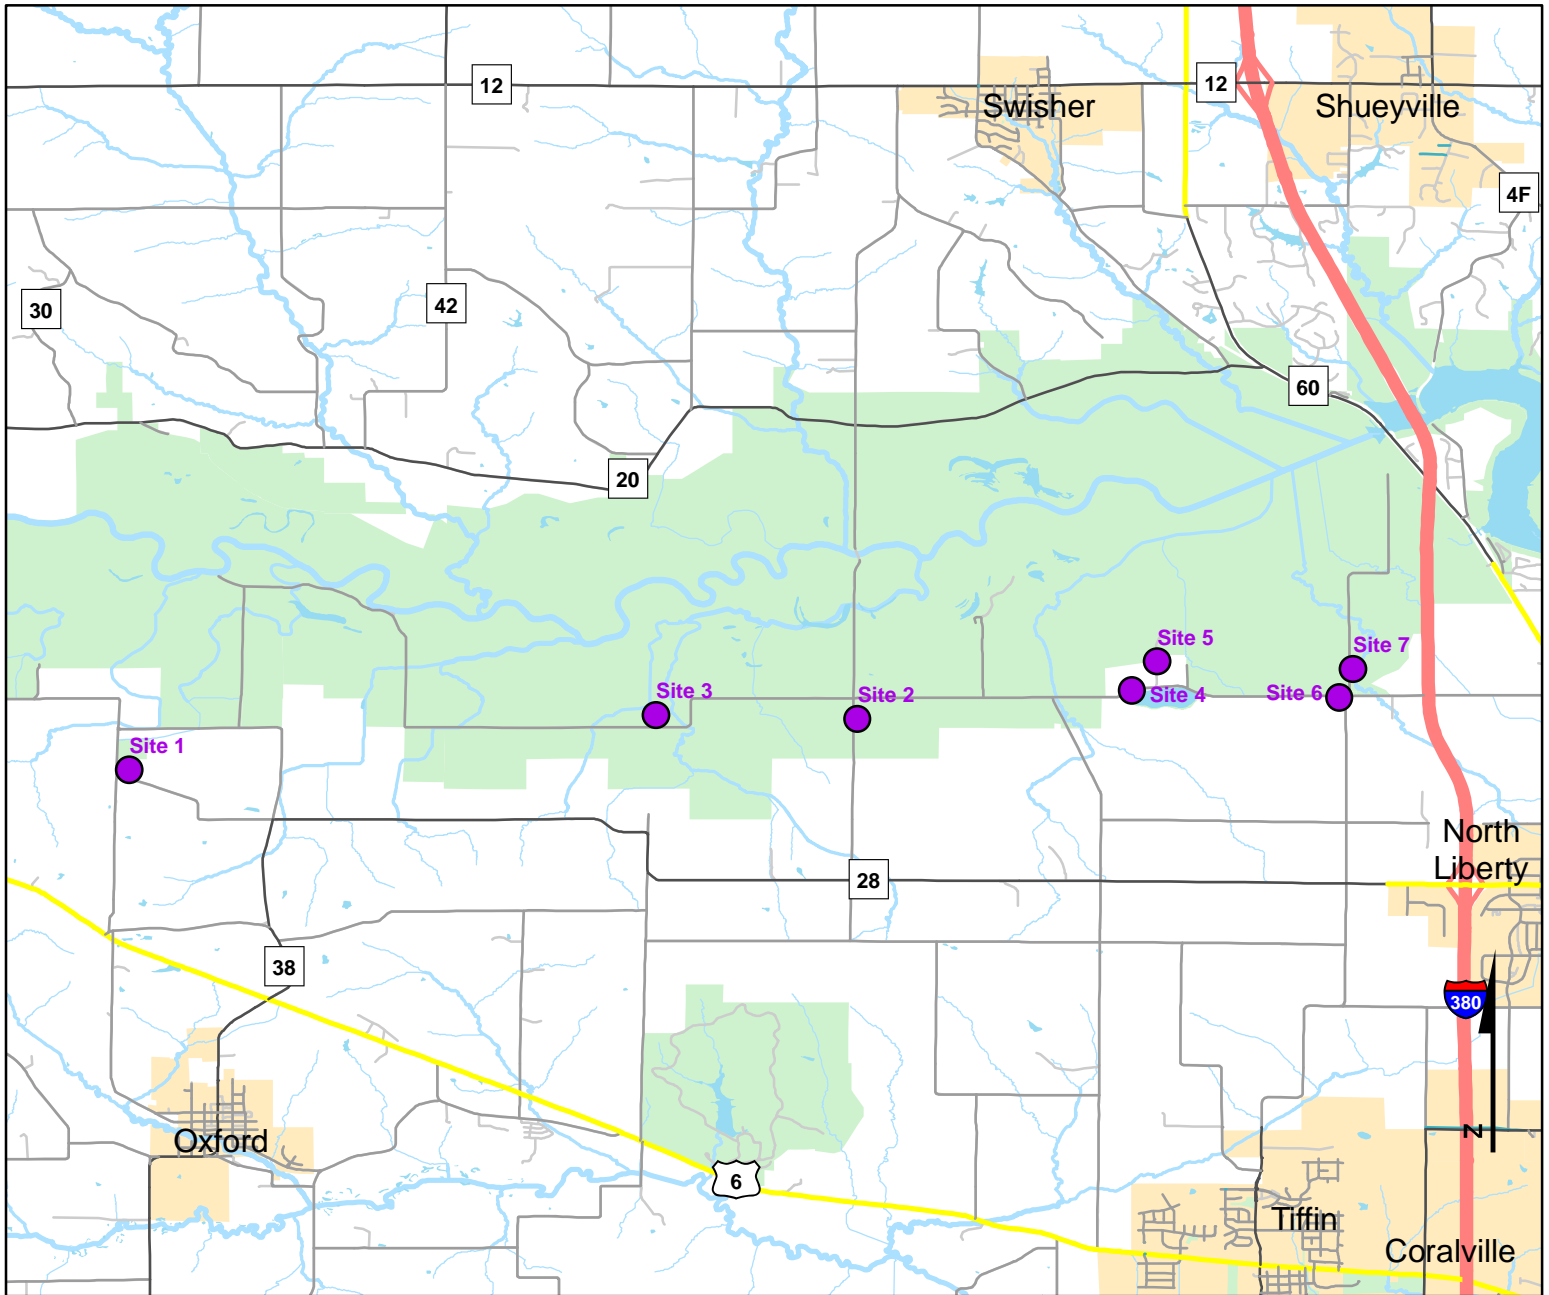 12
Swisher
12
Shueyville
4F
30
42
60
20
Site 5
Site 7
Site 3
Site 2
Site 4
Site 6
Site 1
North
Liberty
28
38
380
N
Oxford
6
Tiffin
Coralville